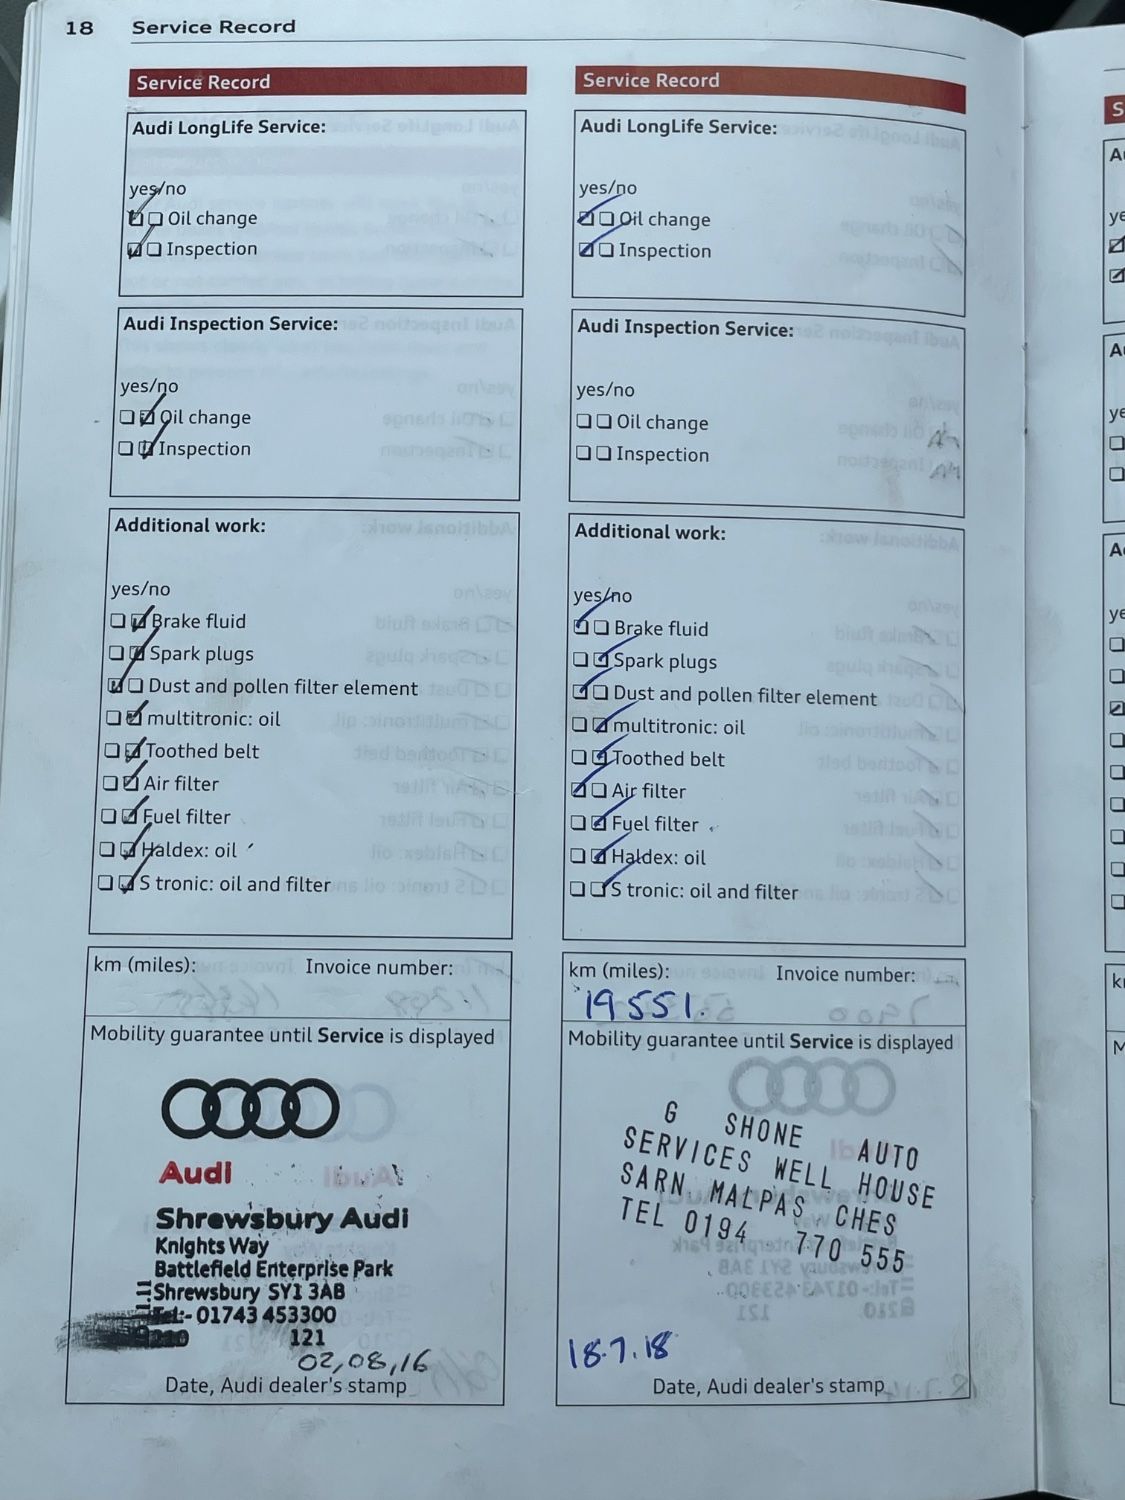 18 Service Record
Service Record
Audi LongLife Service:
yes/no
Oil change
Inspection
Audi Inspection Service:
yes/no
Oil change
Inspection
Additional work:
yes/no
Brake fluid
Spark plugs
Dust and pollen filter element
multitronic: oil
Toothed belt
Air filter
Fuel filter
Haldex: oil
S tronic: oil and filter
km (miles): Invoice number:
Mobility guarantee until Service is displayed
Audi
Shrewsbury Audi
Knights Way
Battlefield Enterprise Park
Shrewsbury SY1 3AB
Tel:- 01743 453300
210 121
02,08,16
Date, Audi dealer's stamp
Service Record
Audi LongLife Service:
yes/no
Oil change
Inspection
Audi Inspection Service:
yes/no
Oil change
Inspection
Additional work:
yes/no
Brake fluid
Spark plugs
Dust and pollen filter element
multitronic: oil
Toothed belt
Air filter
Fuel filter
Haldex: oil
S tronic: oil and filter
km (miles): Invoice number:
19551.
Mobility guarantee until Service is displayed
G SHONE AUTO
SERVICES WELL HOUSE
SARN MALPAS CHES
TEL 0194 770 555
18.7.18
Date, Audi dealer's stamp